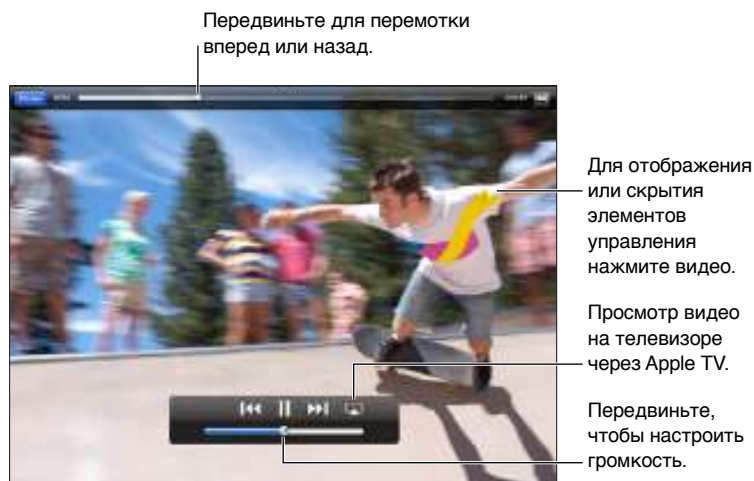 Передвиньте для перемотки
вперед или назад.
Для отображения
или скрытия
элементов
управления
нажмите видео.
Просмотр видео
на телевизоре
через Apple TV.
Передвиньте,
чтобы настроить
громкость.